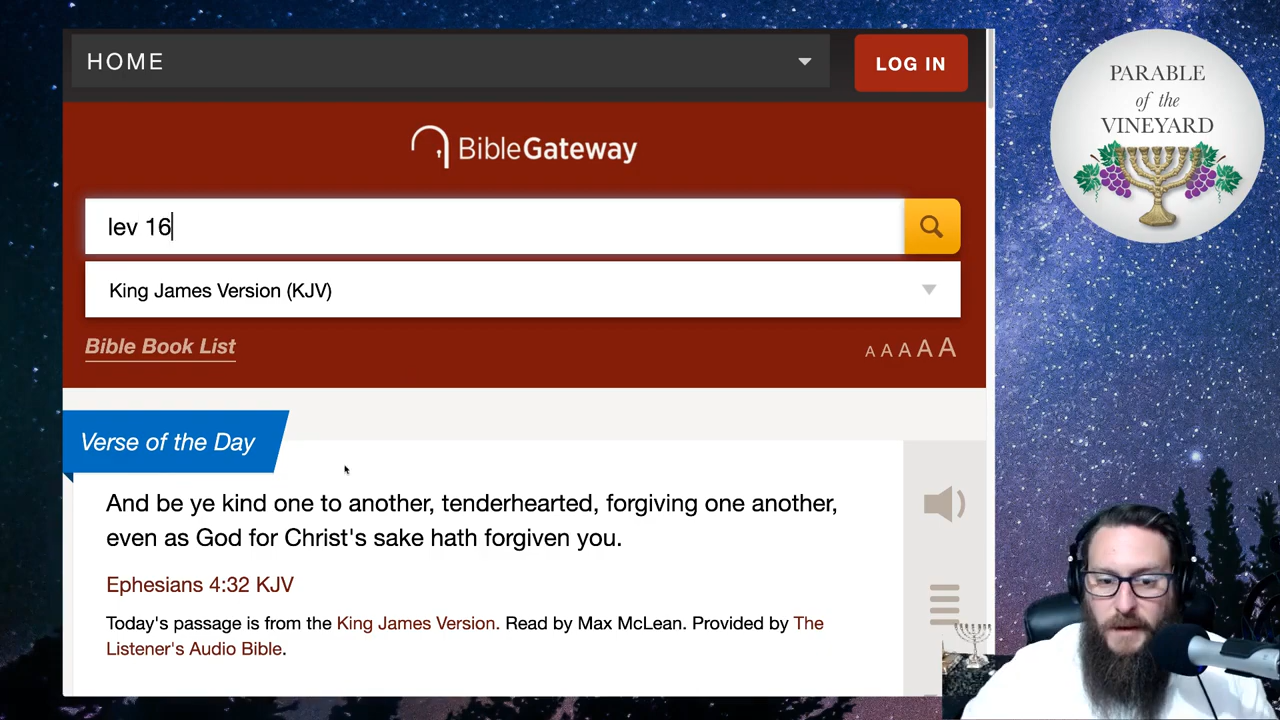 HOME
LOG IN
BibleGateway
lev 16
King James Version (KJV)
Bible Book List
A A A A A
Verse of the Day
And be ye kind one to another, tenderhearted, forgiving one another,
even as God for Christ's sake hath forgiven you.
Ephesians 4:32 KJV
Today's passage is from the King James Version. Read by Max McLean. Provided by The
Listener's Audio Bible.
PARABLE
of the
VINEYARD